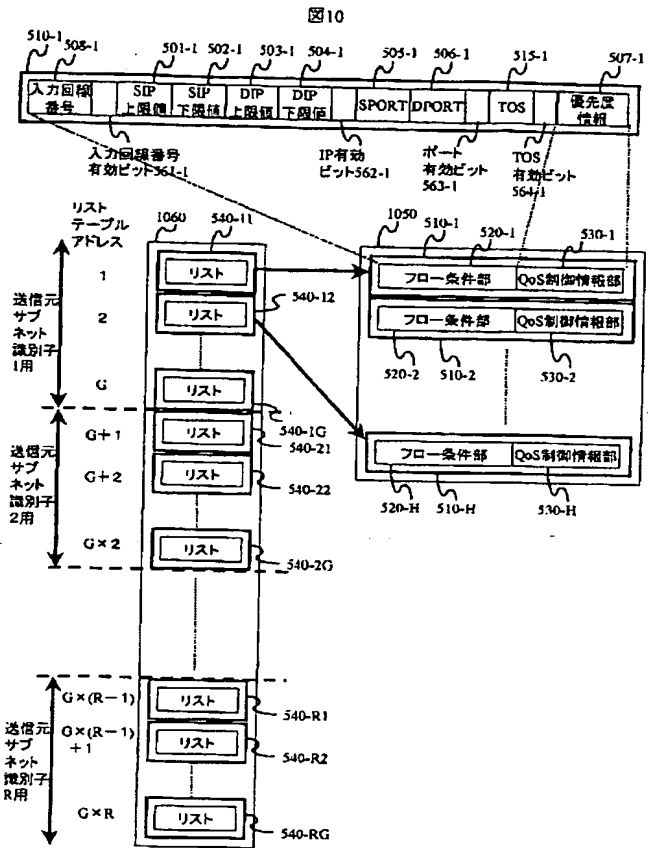 図10
510-1
508-1
501-1
502-1
503-1
504-1
505-1
506-1
515-1
507-1
入力回線
番号
SIP
上限値
SIP
下限値
DIP
上限値
DIP
下限値
SPORT
DPORT
TOS
優先度
情報
入力回線番号
有効ビット561-1
IP有効
ビット562-1
ポート
有効ビット
563-1
TOS
有効ビット
564-1
リスト
テーブル
アドレス
1060
540-11
1050
510-1
520-1
530-1
送信元
サブ
ネット
識別子
1用
1
リスト
フロー条件部
QoS制御情報部
2
リスト
540-12
フロー条件部
QoS制御情報部
520-2
510-2
530-2
G
リスト
540-1G
送信元
サブ
ネット
識別子
2用
G+1
リスト
540-21
フロー条件部
QoS制御情報部
G+2
リスト
540-22
520-H
510-H
530-H
G×2
リスト
540-2G
送信元
サブ
ネット
識別子
R用
G×(R-1)
リスト
540-R1
G×(R-1)
+1
リスト
540-R2
G×R
リスト
540-RG